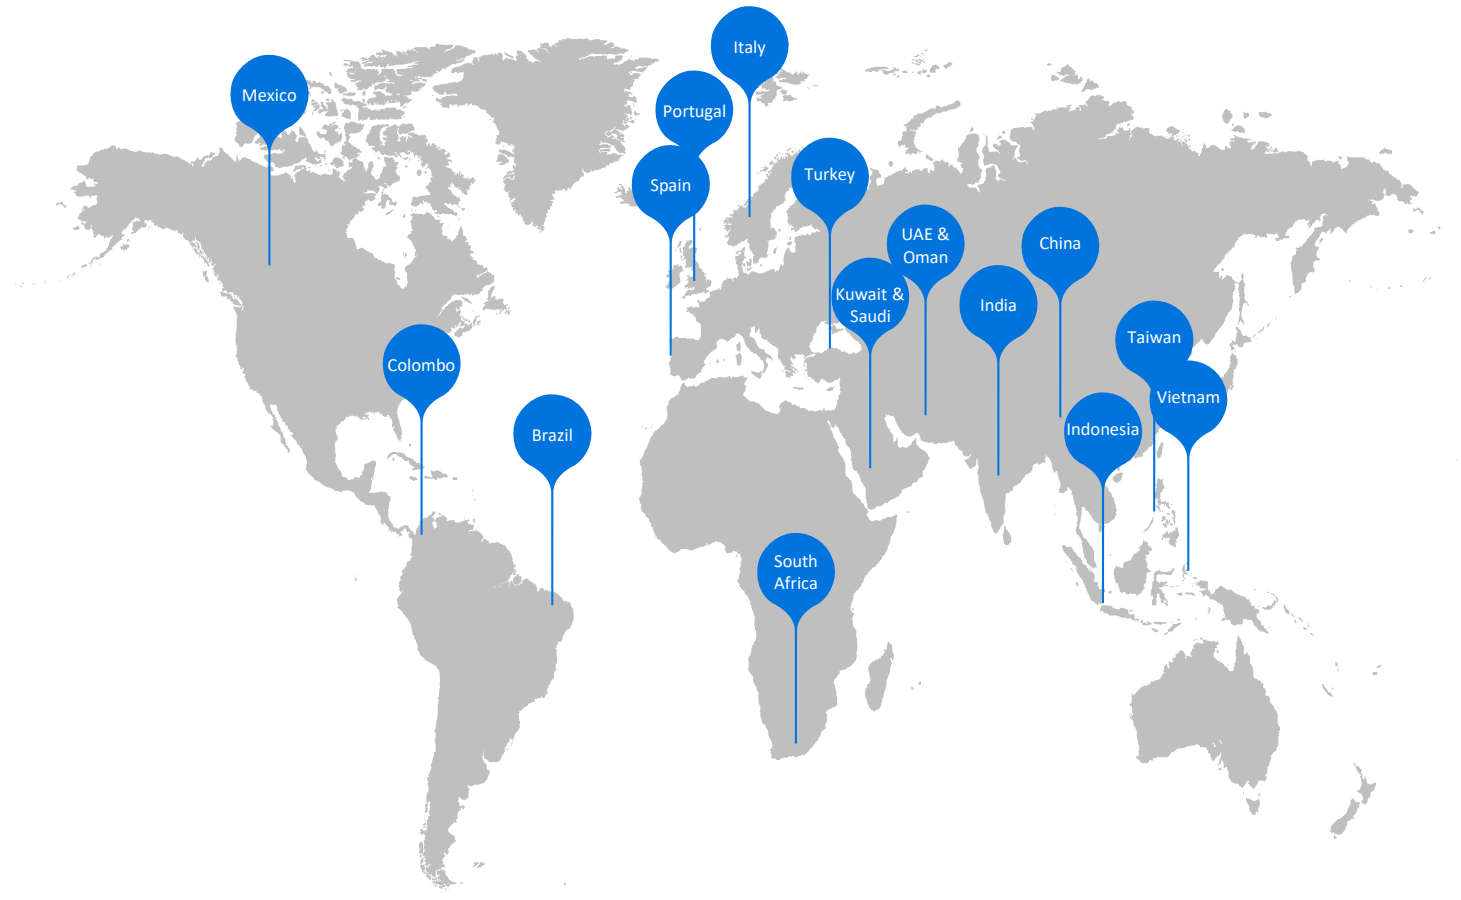 Italy
Mexico
Portugal
Turkey
Spain
UAE &
Oman
China
Kuwait &
Saudi
India
Taiwan
Colombo
Vietnam
Indonesia
Brazil
South
Africa